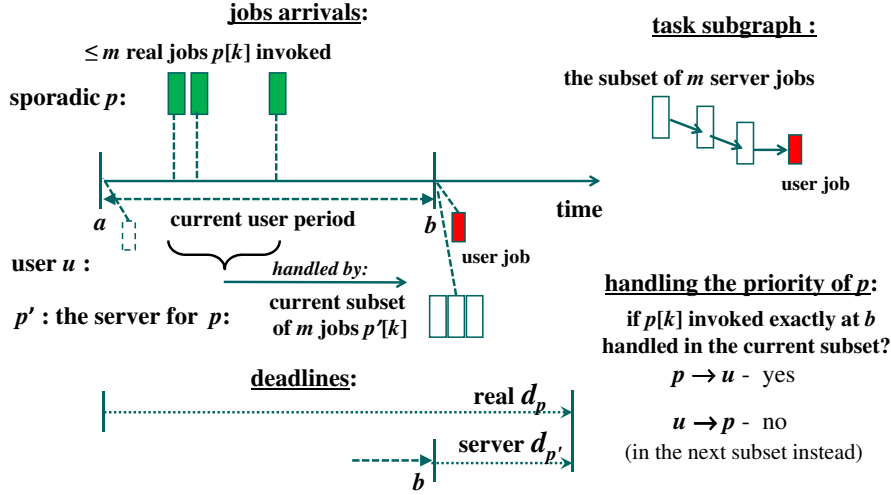 jobs arrivals:
≤ m real jobs p[k] invoked
sporadic p:
a
b
time
current user period
user job
user u :
handled by:
p' : the server for p:
current subset
of m jobs p'[k]
deadlines:
real dp
server dp'
b
task subgraph :
the subset of m server jobs
user job
handling the priority of p:
if p[k] invoked exactly at b
handled in the current subset?
p → u - yes
u → p - no
(in the next subset instead)